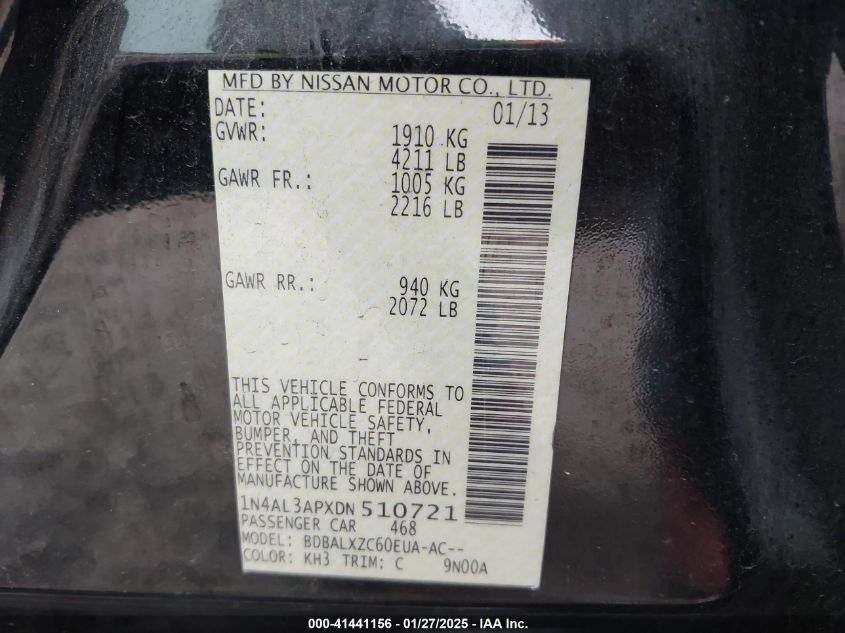 MFD BY NISSAN MOTOR CO., LTD.
DATE: 01/13
GVWR: 1910 KG
4211 LB
GAWR FR.: 1005 KG
2216 LB
GAWR RR.: 940 KG
2072 LB
–
THIS VEHICLE CONFORMS TO
ALL APPLICABLE FEDERAL
MOTOR VEHICLE SAFETY,
BUMPER, AND THEFT
PREVENTION STANDARDS IN
EFFECT ON THE DATE OF
MANUFACTURE SHOWN ABOVE.
1N4AL3APXDN 510721
PASSENGER CAR 468
MODEL: BDBALXZC60EUA-AC--
COLOR: KH3 TRIM: C 9N00A
000-41441156 | 01/27/2025 | IAA Inc.